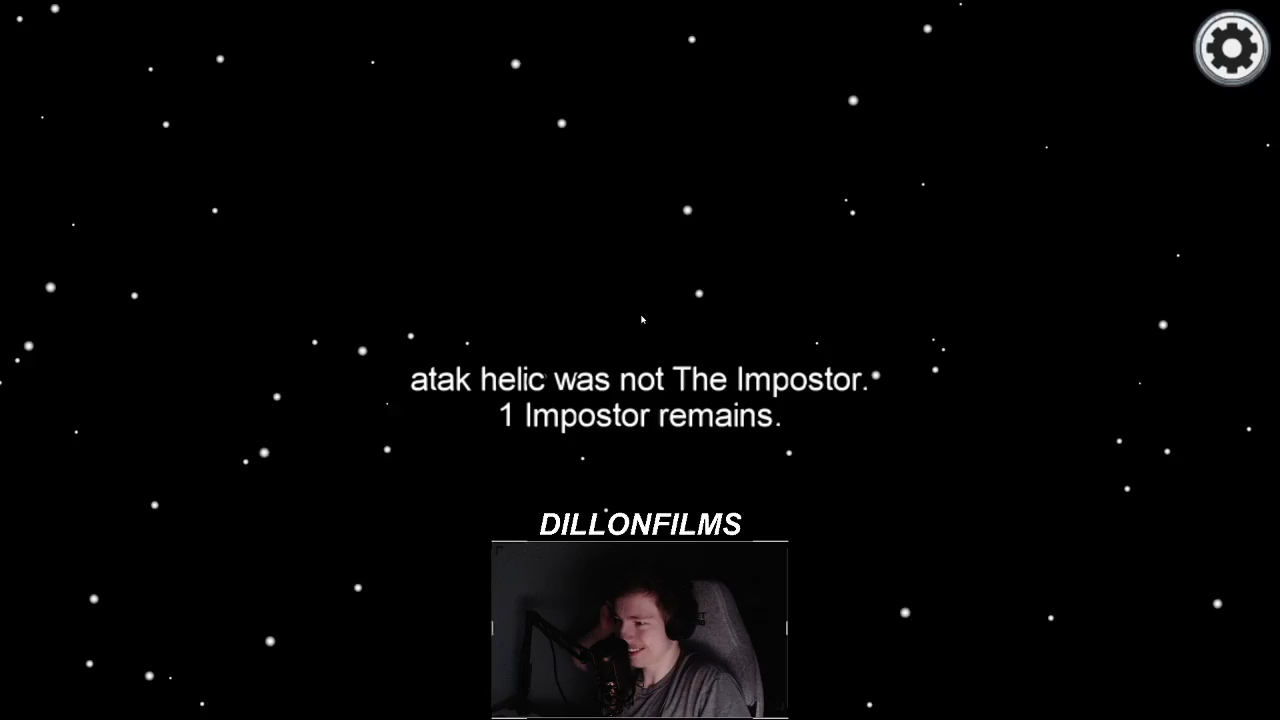 atak helic was not The Impostor.
1 Impostor remains.
DILLONFILMS